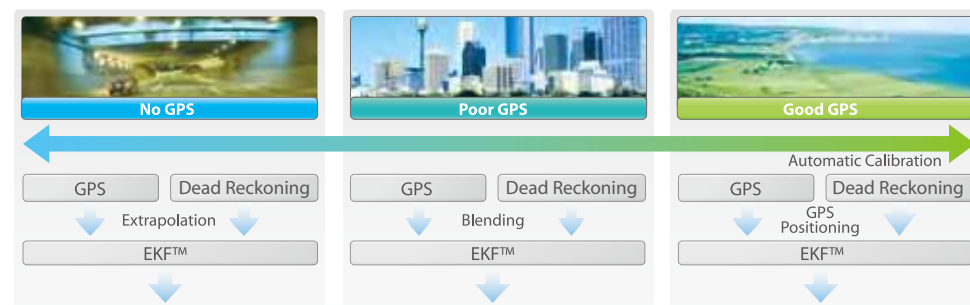 No GPS
Poor GPS
Good GPS
Automatic Calibration
GPS
Dead Reckoning
GPS
Dead Reckoning
GPS
Dead Reckoning
Extrapolation
Blending
GPS
Positioning
EKF™
EKF™
EKF™